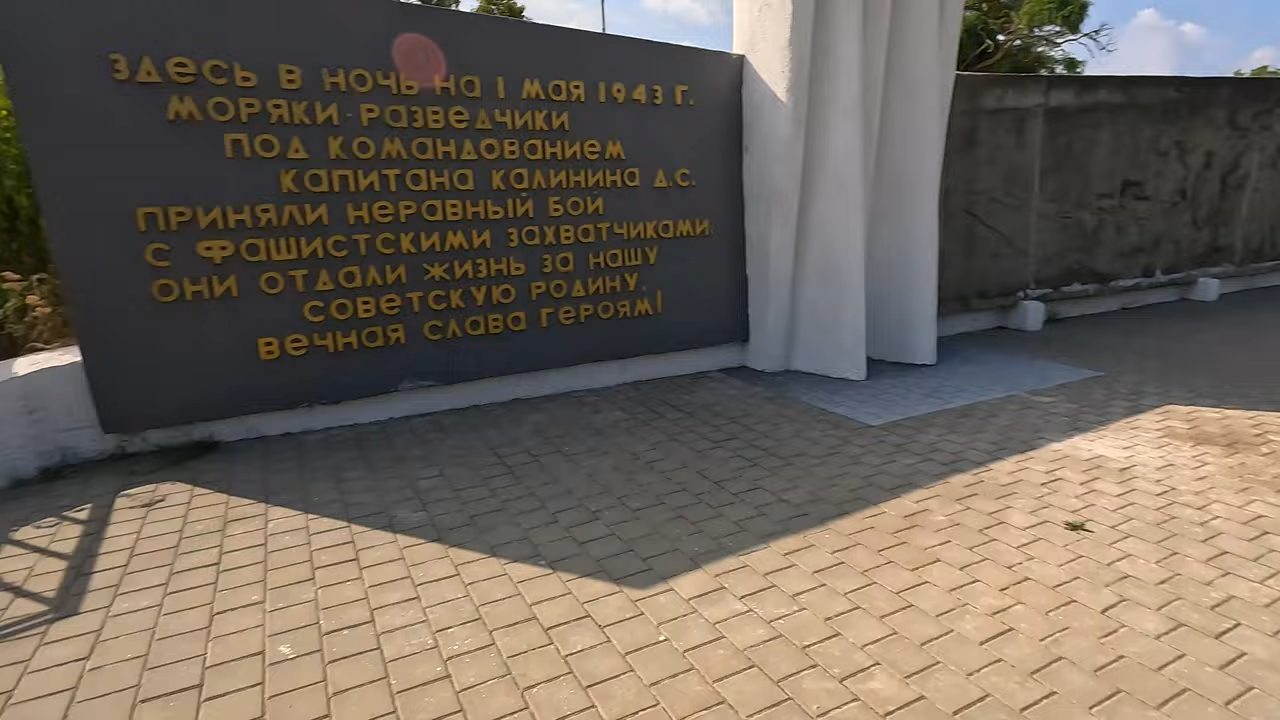 здесь в ночь на 1 мая 1943 г.
моряки-разведчики
под командованием
капитана калинина д.с.
приняли неравный бой
с фашистскими захватчиками.
они отдали жизнь за нашу
советскую родину.
вечная слава героям!